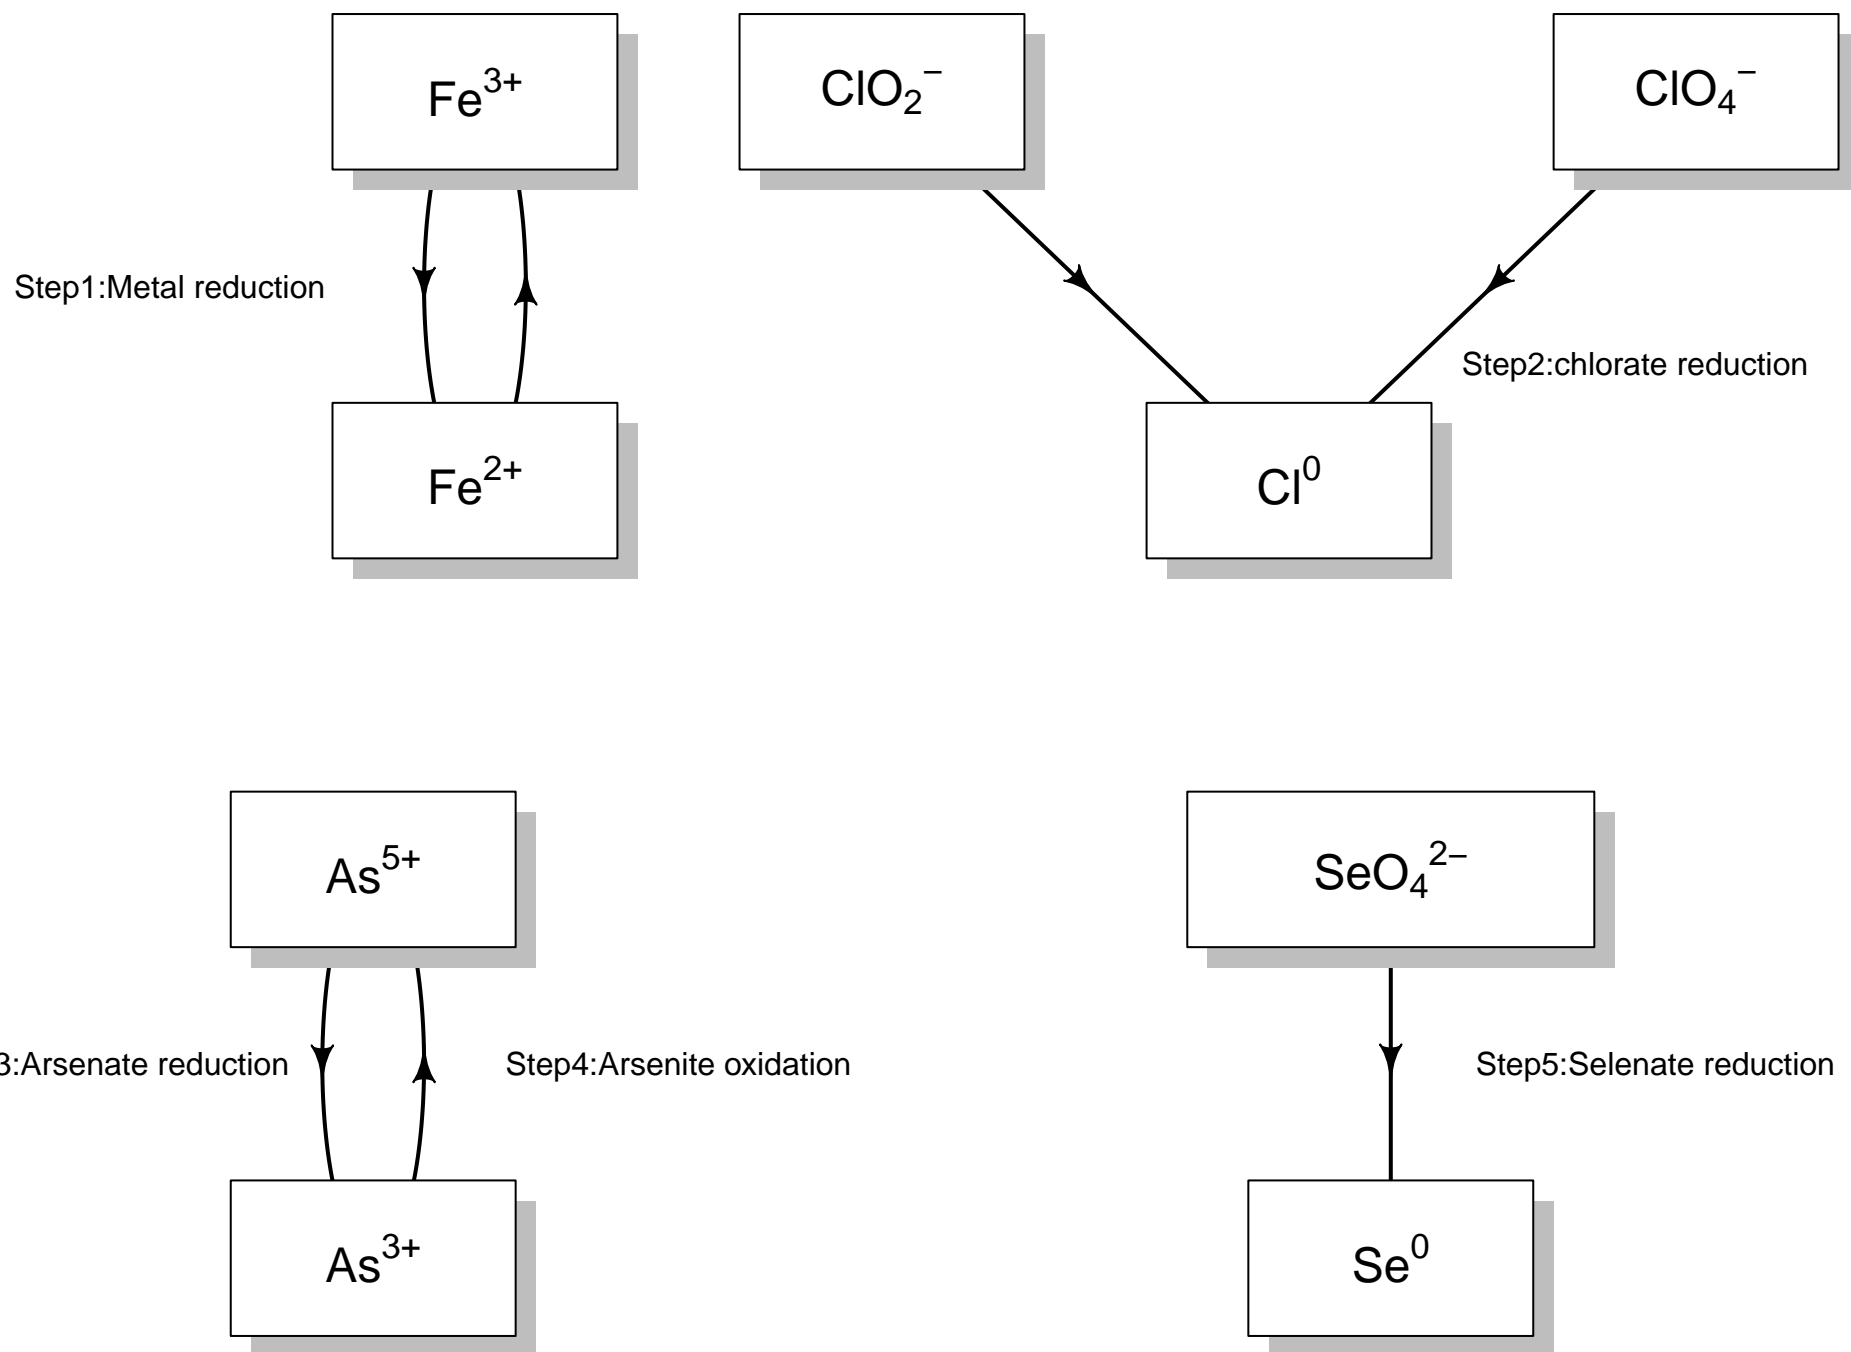 Fe³⁺
ClO₂⁻
ClO₄⁻
Step1:Metal reduction
Step2:chlorate reduction
Fe²⁺
Cl⁰
As⁵⁺
SeO₄²⁻
3:Arsenate reduction
Step4:Arsenite oxidation
Step5:Selenate reduction
As³⁺
Se⁰